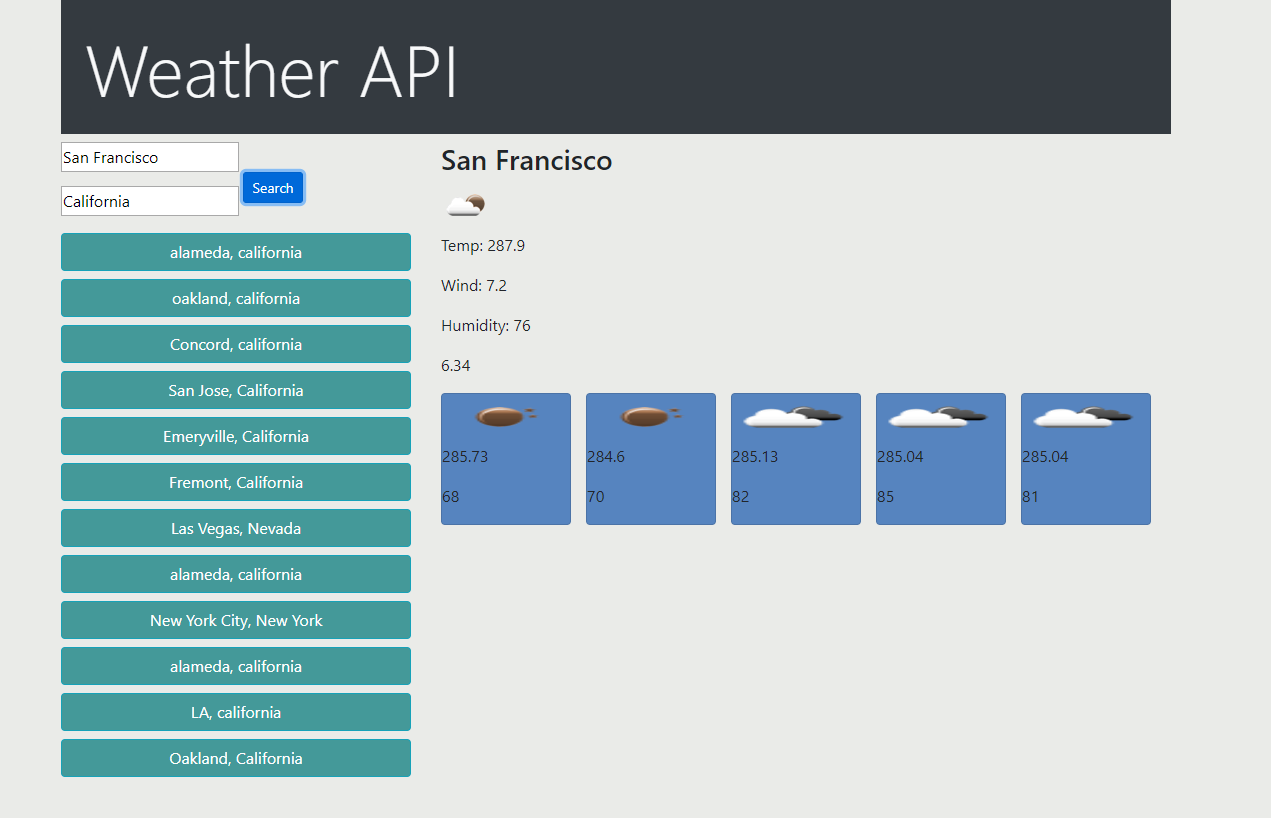 Weather API
San Francisco
California
Search
alameda, california
oakland, california
Concord, california
San Jose, California
Emeryville, California
Fremont, California
Las Vegas, Nevada
alameda, california
New York City, New York
alameda, california
LA, california
Oakland, California
San Francisco
Temp: 287.9
Wind: 7.2
Humidity: 76
6.34
285.73 284.6 285.13 285.04 285.04
68 70 82 85 81